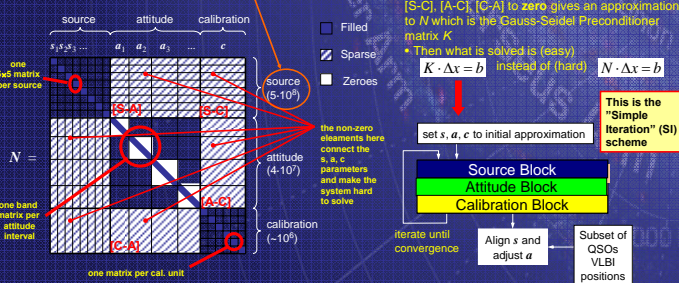 source attitude calibration
s₁s₂s₃ ... a₁ a₂ a₃ ... c
Filled
Sparse
Zeroes
one
5x5 matrix
per source
[S-A]
[S-C]
source
(5·10⁸)
N =
the non-zero
eleaments here
connect the
s, a, c
parameters
and make the
system hard
to solve
attitude
(4·10⁷)
one band
matrix per
attitude
interval
[A-C]
[C-A]
calibration
(~10⁶)
one matrix per cal. unit
[S-C], [A-C], [C-A] to zero gives an approximation
to N which is the Gauss-Seidel Preconditioner
matrix K
• Then what is solved is (easy)
K · Δx = b instead of (hard) N · Δx = b
This is the
"Simple
Iteration" (SI)
scheme
set s, a, c to initial approximation
Source Block
Attitude Block
Calibration Block
iterate until
convergence
Align s and
adjust a
Subset of
QSOs
VLBI
positions